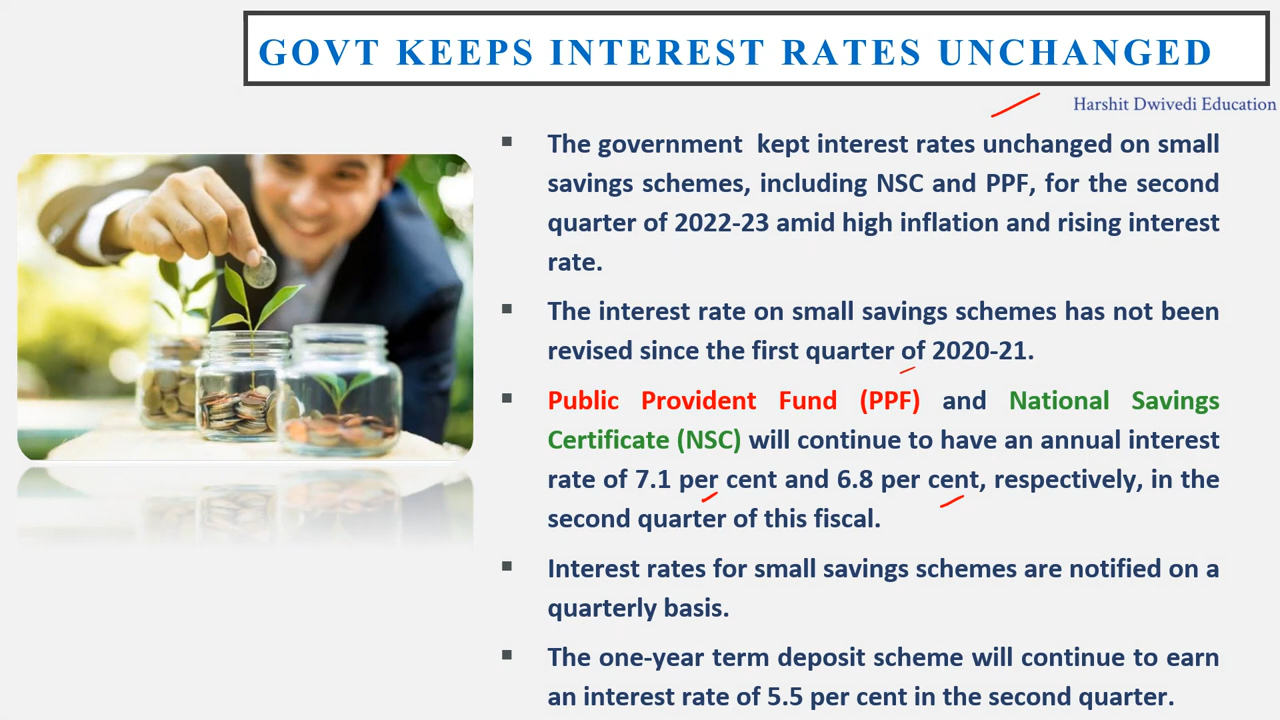 GOVT KEEPS INTEREST RATES UNCHANGED
Harshit Dwivedi Education
▪ The government kept interest rates unchanged on small
savings schemes, including NSC and PPF, for the second
quarter of 2022-23 amid high inflation and rising interest
rate.
▪ The interest rate on small savings schemes has not been
revised since the first quarter of 2020-21.
▪ Public Provident Fund (PPF) and National Savings
Certificate (NSC) will continue to have an annual interest
rate of 7.1 per cent and 6.8 per cent, respectively, in the
second quarter of this fiscal.
▪ Interest rates for small savings schemes are notified on a
quarterly basis.
▪ The one-year term deposit scheme will continue to earn
an interest rate of 5.5 per cent in the second quarter.